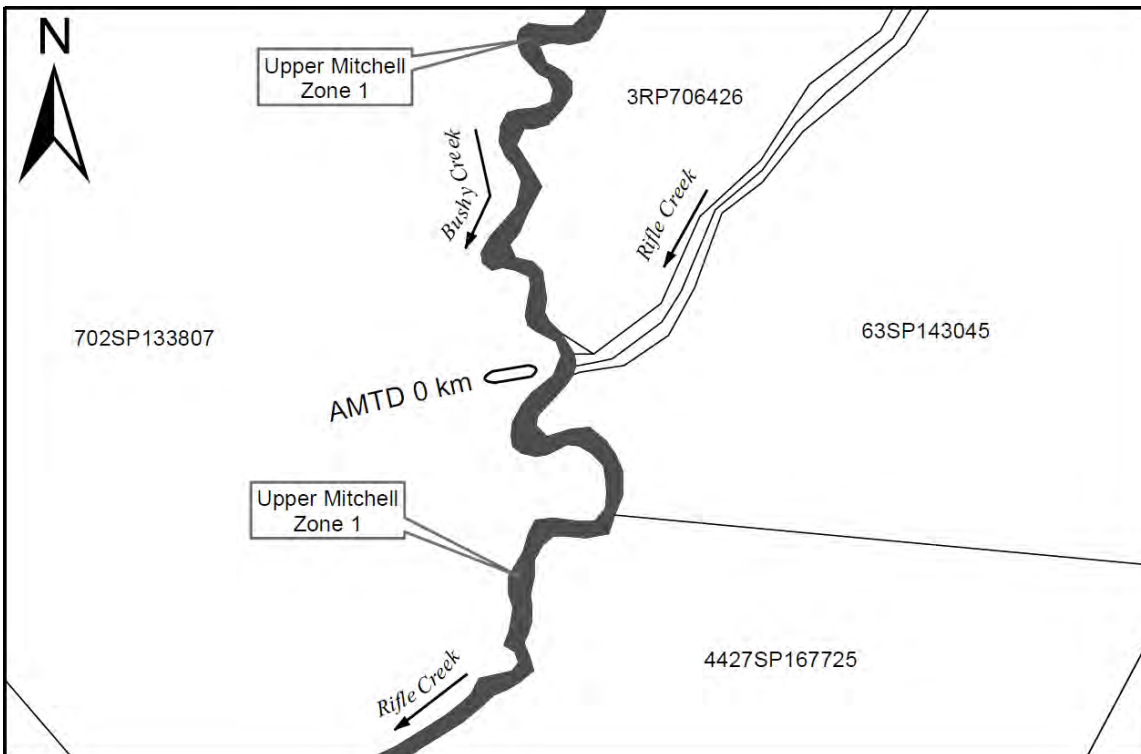 N
Upper Mitchell
Zone 1
3RP706426
Bushy Creek
Rifle Creek
702SP133807
63SP143045
AMTD 0 km
Upper Mitchell
Zone 1
4427SP167725
Rifle Creek